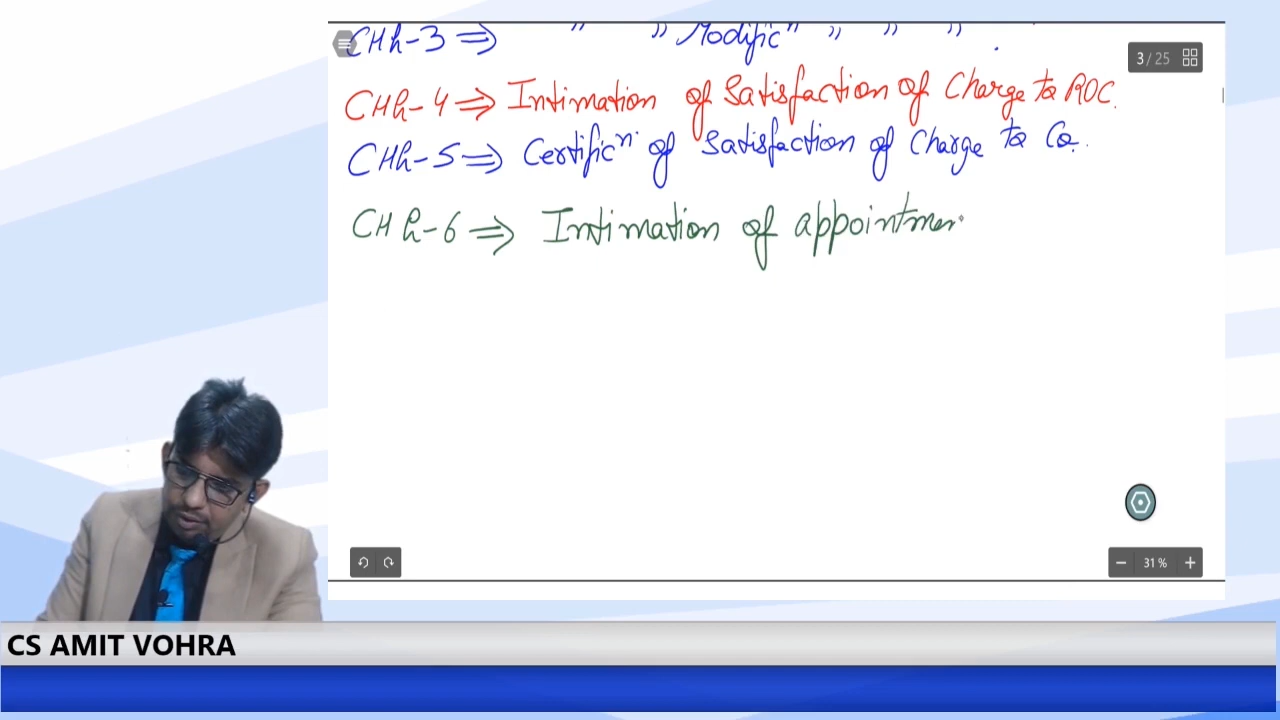 CHG-3 ⇒ " " Modific" " " " .
3 / 25
CHG-4 ⇒ Intimation of Satisfaction of Charge to ROC.
CHG-5 ⇒ Certificn. of Satisfaction of Charge to Co.
CHG-6 ⇒ Intimation of appointmen
31 %
CS AMIT VOHRA